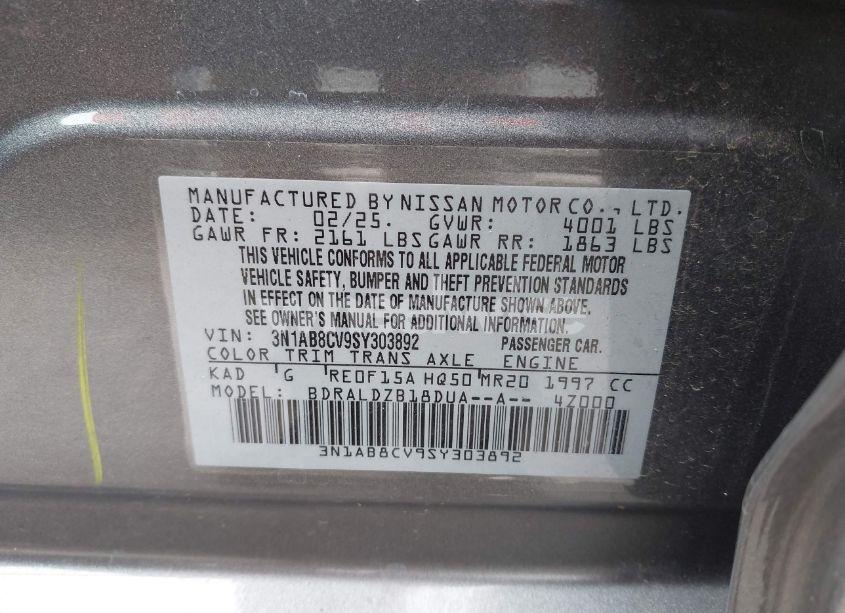 MANUFACTURED BY NISSAN MOTOR CO., LTD.
DATE: 02/25. GVWR: 4001 LBS
GAWR FR: 2161 LBS GAWR RR: 1863 LBS
THIS VEHICLE CONFORMS TO ALL APPLICABLE FEDERAL MOTOR
VEHICLE SAFETY, BUMPER AND THEFT PREVENTION STANDARDS
IN EFFECT ON THE DATE OF MANUFACTURE SHOWN ABOVE.
SEE OWNER'S MANUAL FOR ADDITIONAL INFORMATION.
VIN: 3N1AB8CV9SY303892 PASSENGER CAR.
COLOR TRIM TRANS AXLE ENGINE
KAD G RE0F15A HQ50 MR20 1997 CC
MODEL: BDRALDZB18DUA--A-- 4Z000
3N1AB8CV9SY303892